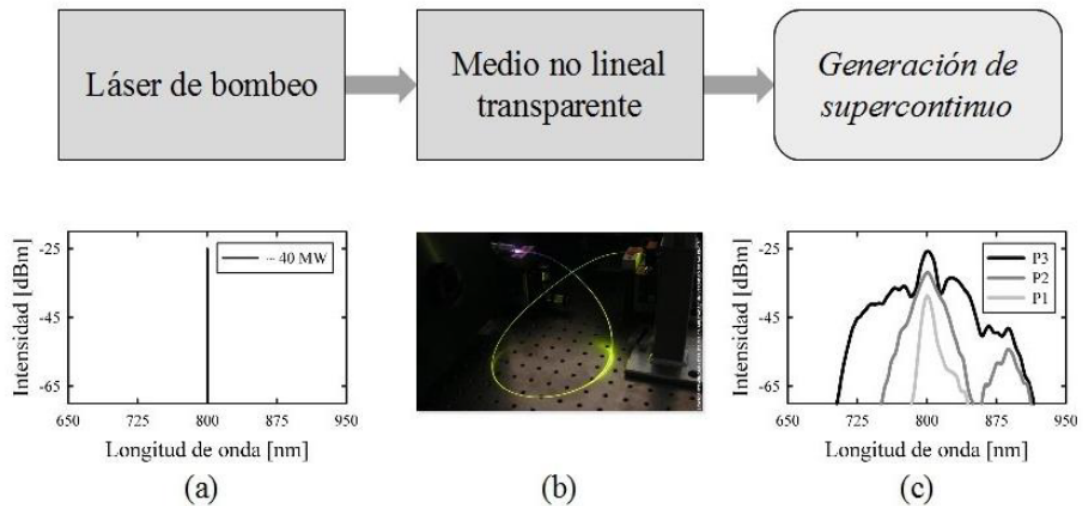 Láser de bombeo
Medio no lineal
transparente
Generación de
supercontinuo
Intensidad [dBm]
-25
-45
-65
~ 40 MW
650 725 800 875 950
Longitud de onda [nm]
(a)
(b)
Intensidad [dBm]
-25
-45
-65
P3
P2
P1
650 725 800 875 950
Longitud de onda [nm]
(c)